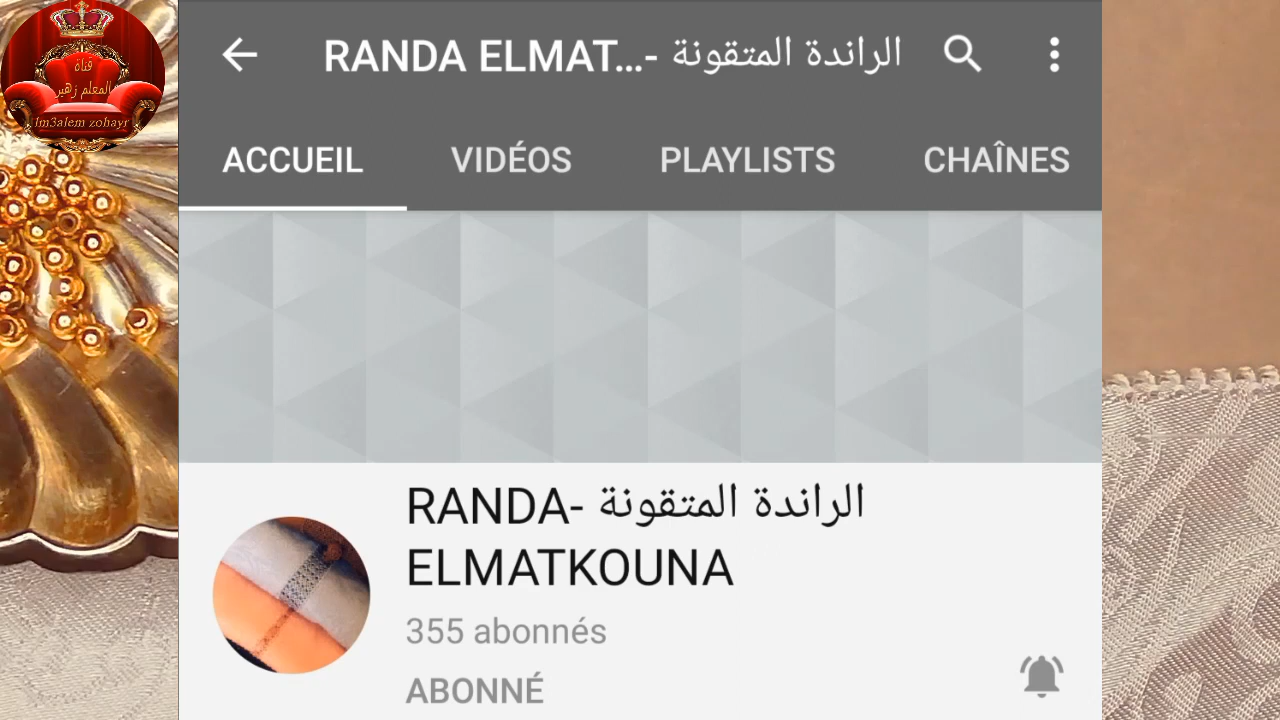 قناة
المعلم زهير
lm3alem zohayr
RANDA ELMAT...- الراندة المتقونة
ACCUEIL VIDÉOS PLAYLISTS CHAÎNES
RANDA- الراندة المتقونة
ELMATKOUNA
355 abonnés
ABONNÉ